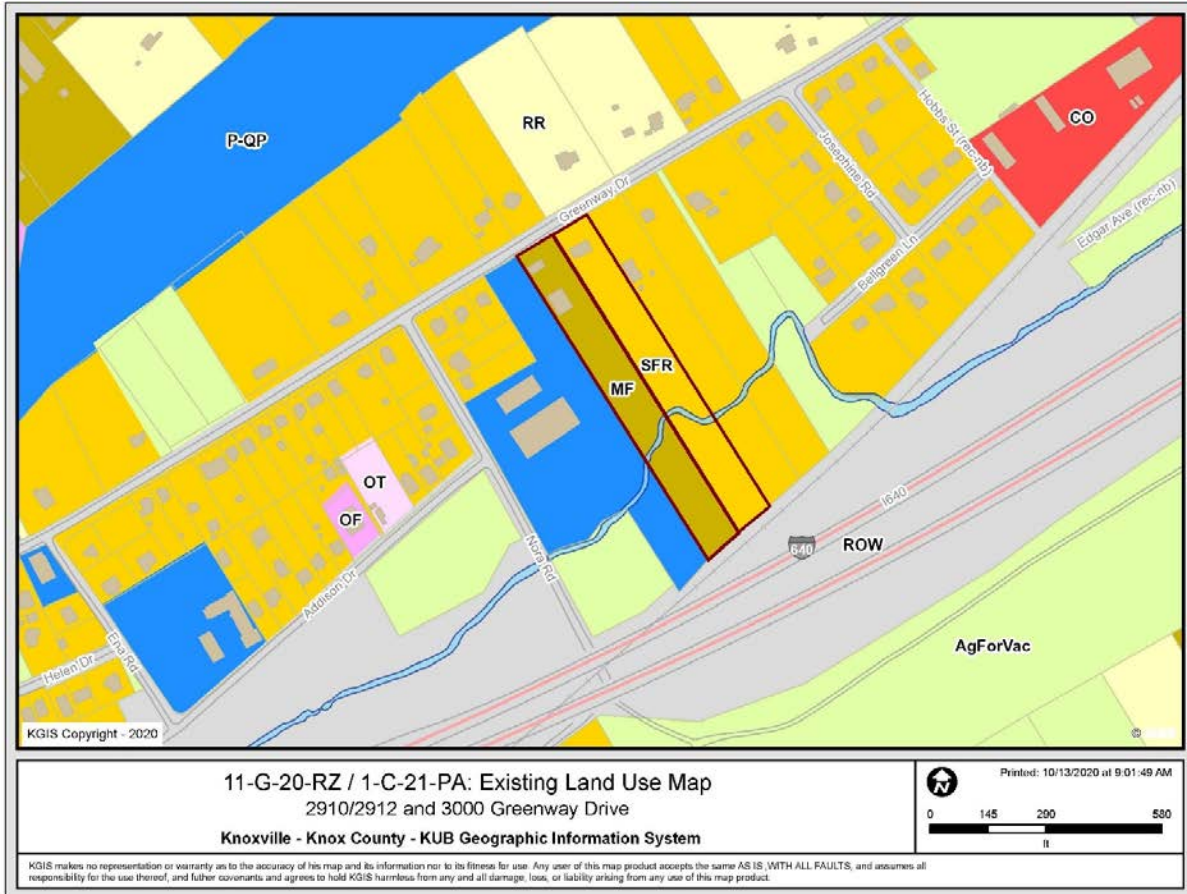 P-QP
RR
CO
Hobbs St (rec-nb)
Josephine Rd
Greenway Dr
Edgar Ave (rec-nb)
Bellgreen Ln
SFR
MF
OT
OF
I640
640
ROW
Nora Rd
Addison Dr
Ena Rd
Helen Dr
AgForVac
KGIS Copyright - 2020
11-G-20-RZ / 1-C-21-PA: Existing Land Use Map
2910/2912 and 3000 Greenway Drive
Knoxville - Knox County - KUB Geographic Information System
N
Printed: 10/13/2020 at 9:01:49 AM
0 145 290 580
ft
KGIS makes no representation or warranty as to the accuracy of his map and its information nor to its fitness for use. Any user of this map product accepts the same AS IS ,WITH ALL FAULTS, and assumes all
responsibility for the use thereof, and futher covenants and agrees to hold KGIS harmless from any and all damage, loss, or liability arising from any use of this map product.